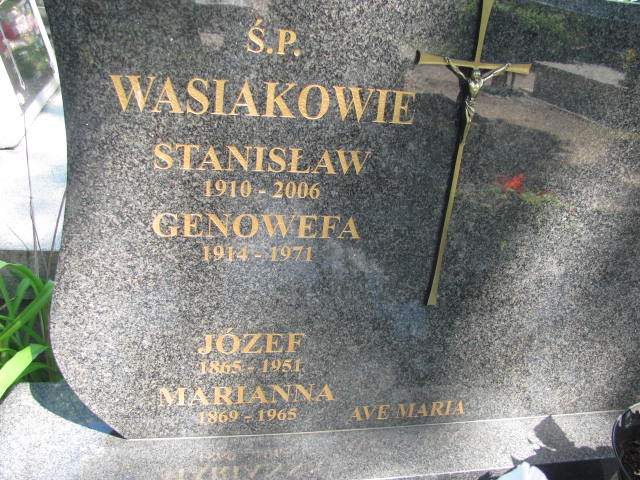 Ś.P.
WASIAKOWIE
STANISŁAW
1910 - 2006
GENOWEFA
1914 - 1971
JÓZEF
1865 - 1951
MARIANNA
1869 - 1965
AVE MARIA